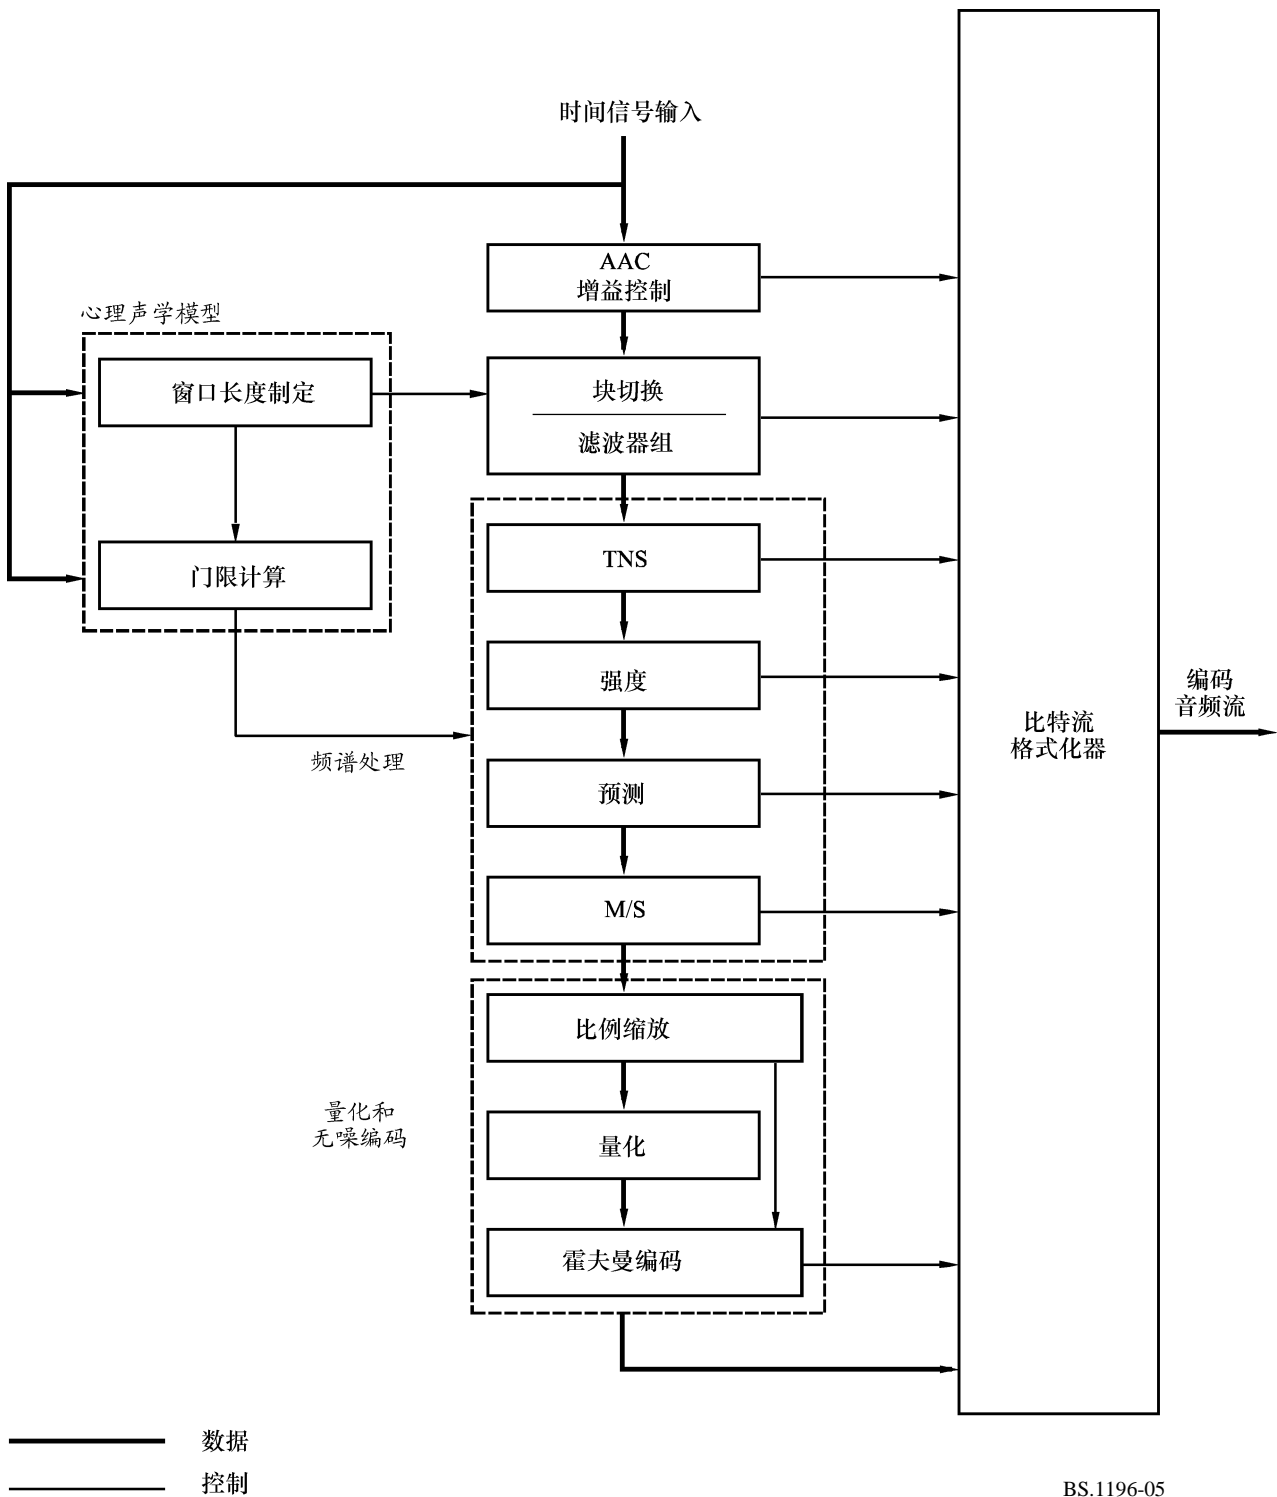 时间信号输入
AAC
增益控制
心理声学模型
窗口长度制定
块切换
滤波器组
TNS
门限计算
强度
频谱处理
预测
M/S
比特流
格式化器
编码
音频流
比例缩放
量化和
无噪编码
量化
霍夫曼编码
数据
控制
BS.1196-05